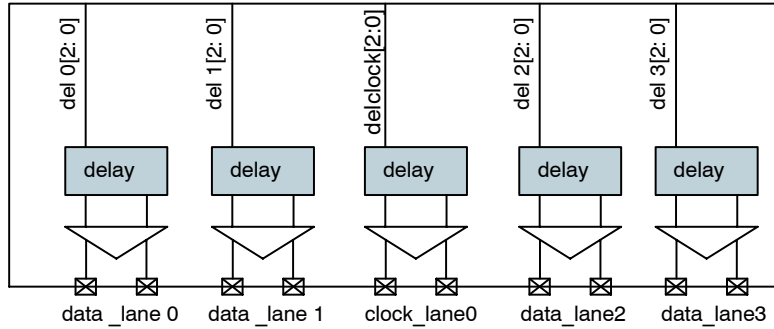 del 0[2: 0]
del 1[2: 0]
delclock[2:0]
del 2[2: 0]
del 3[2: 0]
delay
delay
delay
delay
delay
data _lane 0
data _lane 1
clock_lane0
data_lane2
data_lane3